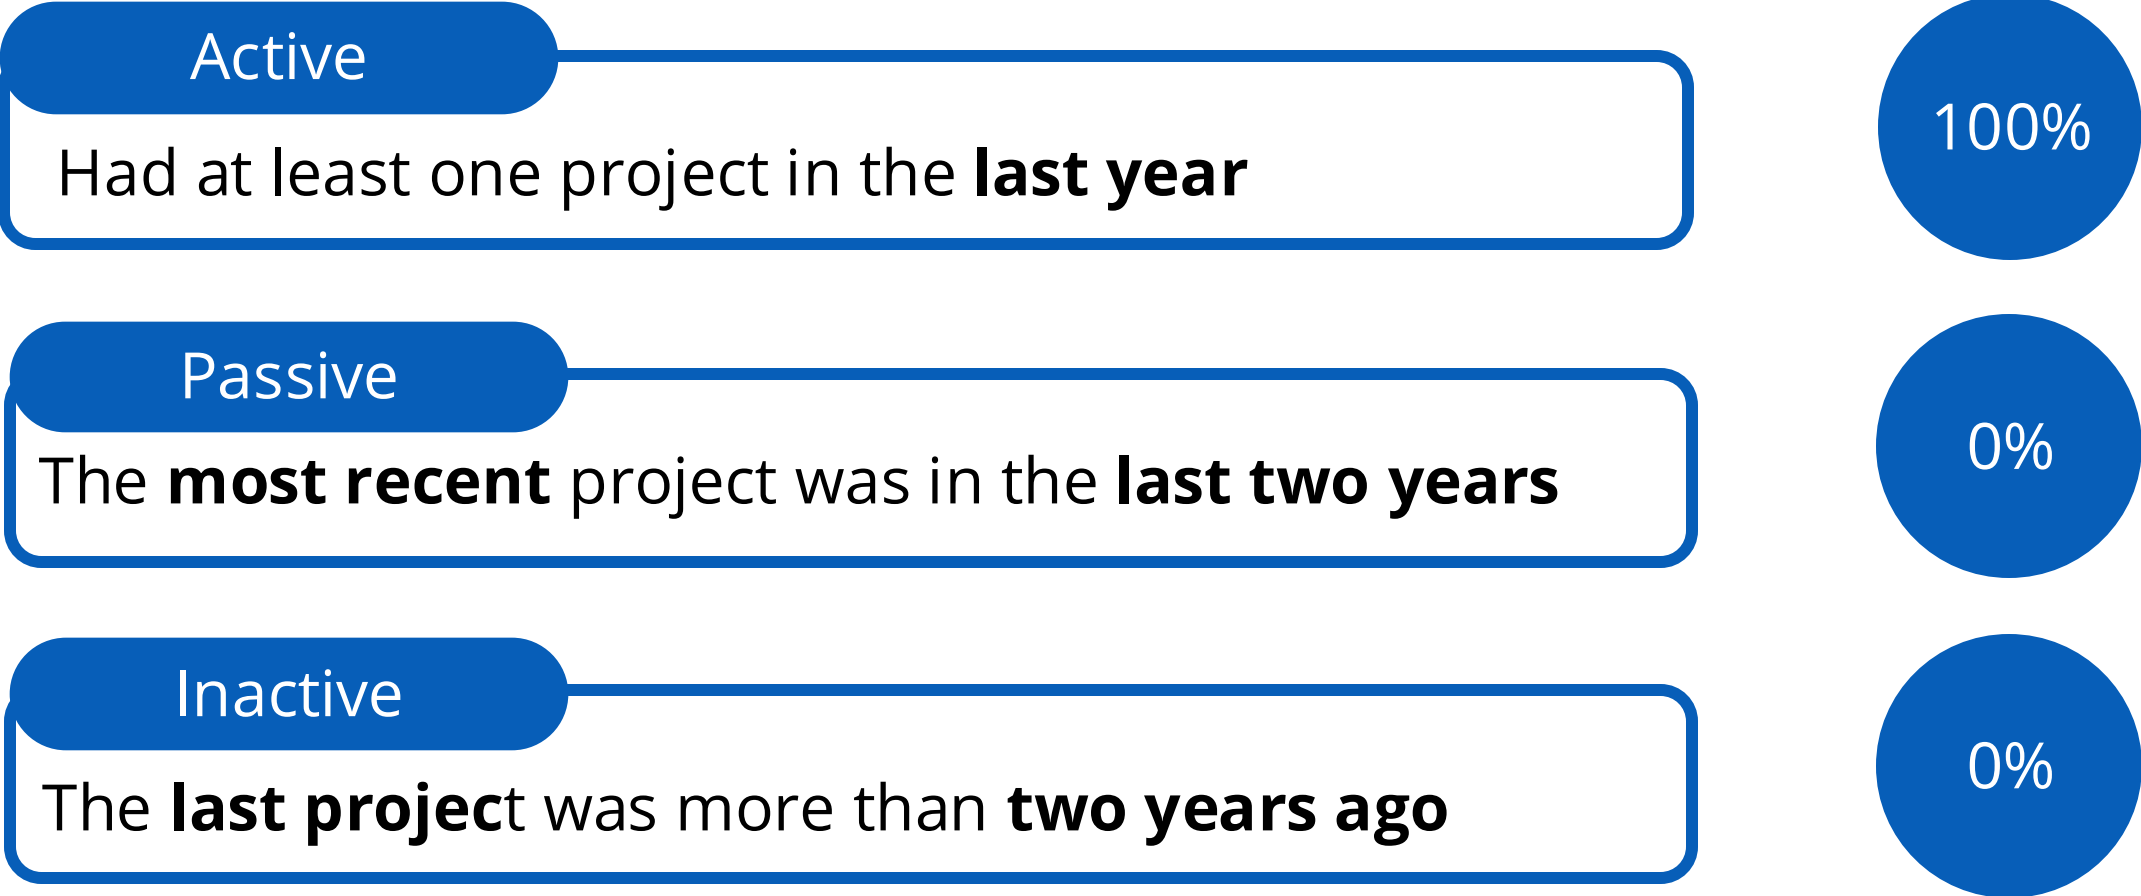 Active
100%
Had at least one project in the last year
Passive
0%
The most recent project was in the last two years
Inactive
0%
The last project was more than two years ago